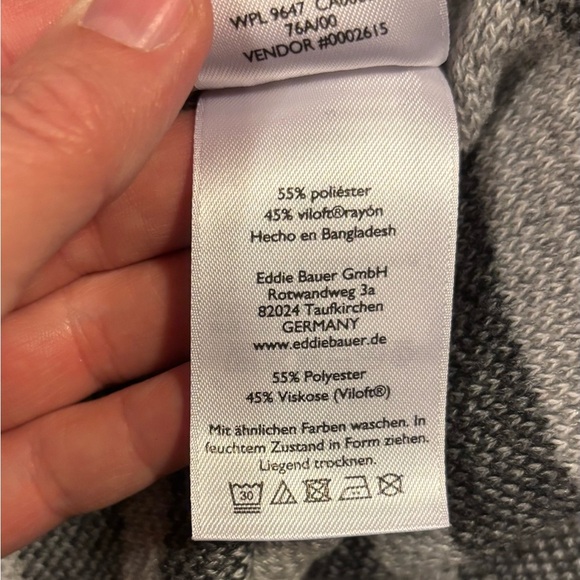 WPL 9647
76A/00
VENDOR #0002615
55% poliéster
45% viloft®rayón
Hecho en Bangladesh
Eddie Bauer GmbH
Rotwandweg 3a
82024 Taufkirchen
GERMANY
www.eddiebauer.de
55% Polyester
45% Viskose (Viloft®)
Mit ähnlichen Farben waschen. In
feuchtem Zustand in Form ziehen.
Liegend trocknen.
30